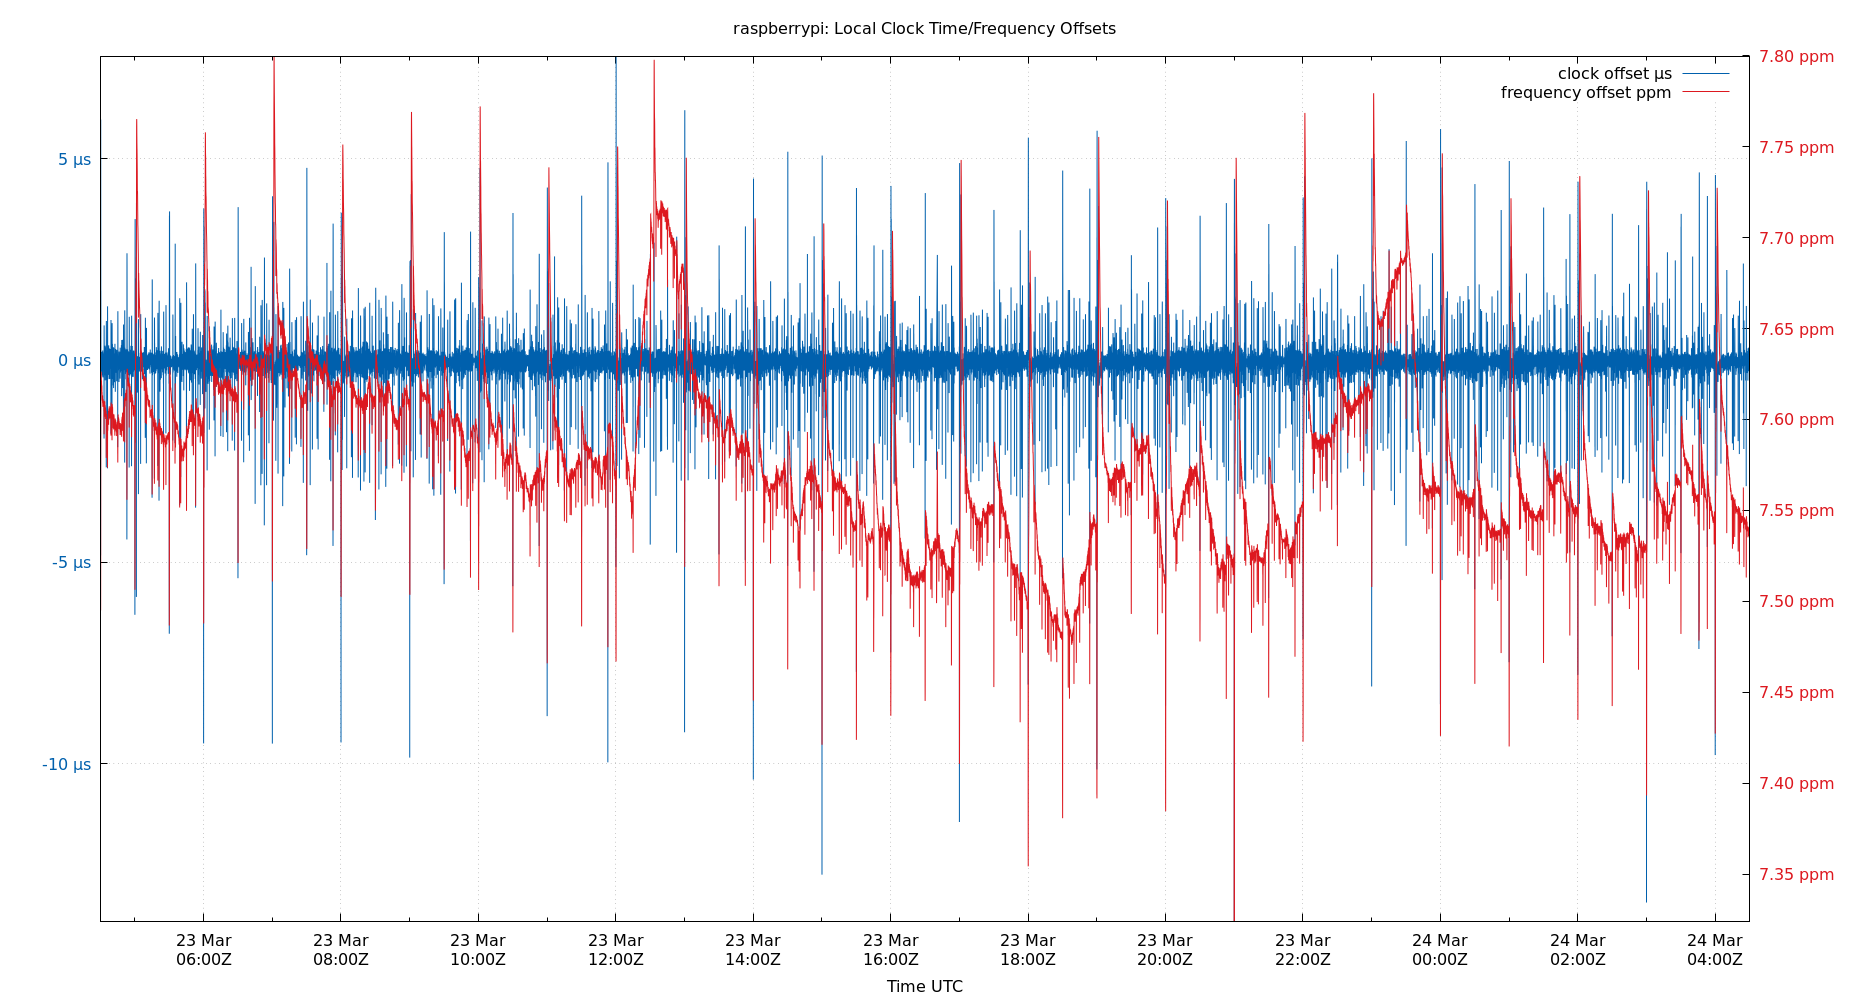 raspberrypi: Local Clock Time/Frequency Offsets
clock offset µs
frequency offset ppm
5 µs
0 µs
-5 µs
-10 µs
7.80 ppm
7.75 ppm
7.70 ppm
7.65 ppm
7.60 ppm
7.55 ppm
7.50 ppm
7.45 ppm
7.40 ppm
7.35 ppm
23 Mar 23 Mar 23 Mar 23 Mar 23 Mar 23 Mar 23 Mar 23 Mar 23 Mar 24 Mar 24 Mar 24 Mar
06:00Z 08:00Z 10:00Z 12:00Z 14:00Z 16:00Z 18:00Z 20:00Z 22:00Z 00:00Z 02:00Z 04:00Z
Time UTC